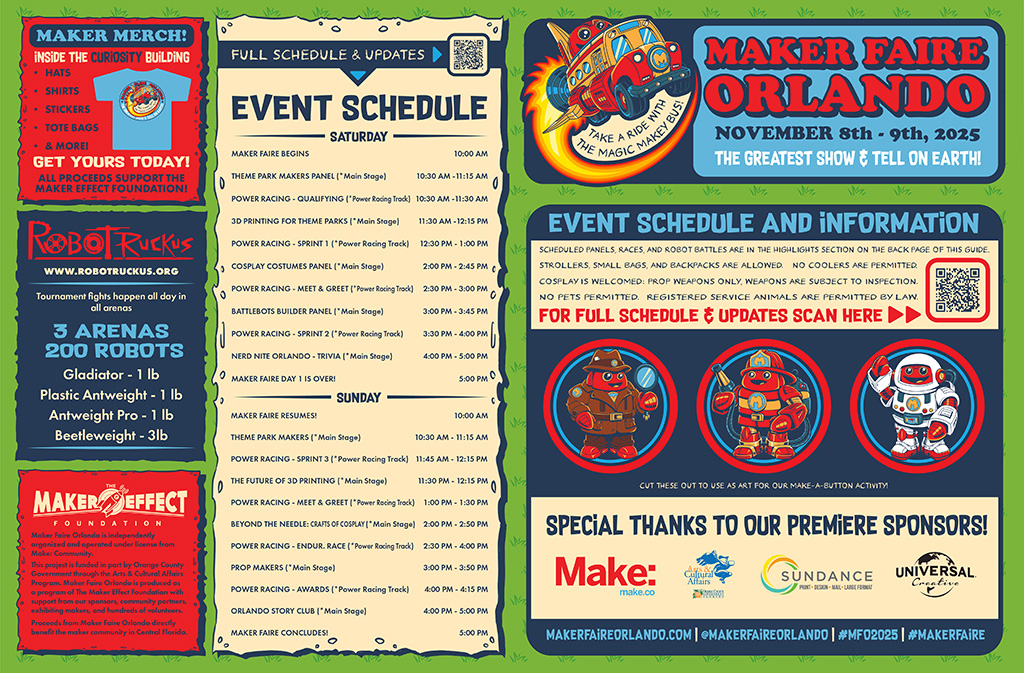 MAKER MERCH!
INSIDE THE CURIOSITY BUILDING
• HATS
• SHIRTS
• STICKERS
• TOTE BAGS
• & MORE!
GET YOURS TODAY!
ALL PROCEEDS SUPPORT THE
MAKER EFFECT FOUNDATION!
ROBOT RUCKUS
WWW.ROBOTRUCKUS.ORG
Tournament fights happen all day in
all arenas
3 ARENAS
200 ROBOTS
Gladiator - 1 lb
Plastic Antweight - 1 lb
Antweight Pro - 1 lb
Beetleweight - 3lb
THE
MAKER EFFECT
FOUNDATION
Maker Faire Orlando is independently
organized and operated under license from
Make: Community.
This project is funded in part by Orange County
Government through the Arts & Cultural Affairs
Program. Maker Faire Orlando is produced as
a program of The Maker Effect Foundation with
support from our sponsors, community partners,
exhibiting makers, and hundreds of volunteers.
Proceeds from Maker Faire Orlando directly
benefit the maker community in Central Florida.
FULL SCHEDULE & UPDATES
EVENT SCHEDULE
SATURDAY
MAKER FAIRE BEGINS 10:00 AM
THEME PARK MAKERS PANEL (*Main Stage) 10:30 AM -11:15 AM
POWER RACING - QUALIFYING (*Power Racing Track) 10:30 AM -11:30 AM
3D PRINTING FOR THEME PARKS (*Main Stage) 11:30 AM -12:15 PM
POWER RACING - SPRINT 1 (*Power Racing Track) 12:30 PM - 1:00 PM
COSPLAY COSTUMES PANEL (*Main Stage) 2:00 PM - 2:45 PM
POWER RACING - MEET & GREET (*Power Racing Track) 2:30 PM - 3:00 PM
BATTLEBOTS BUILDER PANEL (*Main Stage) 3:00 PM - 3:45 PM
POWER RACING - SPRINT 2 (*Power Racing Track) 3:30 PM - 4:00 PM
NERD NITE ORLANDO - TRIVIA (*Main Stage) 4:00 PM - 5:00 PM
MAKER FAIRE DAY 1 IS OVER! 5:00 PM
SUNDAY
MAKER FAIRE RESUMES! 10:00 AM
THEME PARK MAKERS (*Main Stage) 10:30 AM - 11:15 AM
POWER RACING - SPRINT 3 (*Power Racing Track) 11:45 AM - 12:15 PM
THE FUTURE OF 3D PRINTING (*Main Stage) 11:30 PM - 12:15 PM
POWER RACING - MEET & GREET (*Power Racing Track) 1:00 PM - 1:30 PM
BEYOND THE NEEDLE: CRAFTS OF COSPLAY (*Main Stage) 2:00 PM - 2:50 PM
POWER RACING - ENDUR. RACE (*Power Racing Track) 2:30 PM - 4:00 PM
PROP MAKERS (*Main Stage) 3:00 PM - 3:50 PM
POWER RACING - AWARDS (*Power Racing Track) 4:00 PM - 4:15 PM
ORLANDO STORY CLUB (*Main Stage) 4:00 PM - 5:00 PM
MAKER FAIRE CONCLUDES! 5:00 PM
TAKE A RIDE WITH
THE MAGIC MAKEY BUS!
MAKER FAIRE
ORLANDO
NOVEMBER 8th - 9th, 2025
THE GREATEST SHOW & TELL ON EARTH!
EVENT SCHEDULE AND INFORMATION
SCHEDULED PANELS, RACES, AND ROBOT BATTLES ARE IN THE HIGHLIGHTS SECTION ON THE BACK PAGE OF THIS GUIDE.
STROLLERS, SMALL BAGS, AND BACKPACKS ARE ALLOWED. NO COOLERS ARE PERMITTED.
COSPLAY IS WELCOMED: PROP WEAPONS ONLY, WEAPONS ARE SUBJECT TO INSPECTION.
NO PETS PERMITTED. REGISTERED SERVICE ANIMALS ARE PERMITTED BY LAW.
FOR FULL SCHEDULE & UPDATES SCAN HERE
M
CUT THESE OUT TO USE AS ART FOR OUR MAKE-A-BUTTON ACTIVITY!
SPECIAL THANKS TO OUR PREMIERE SPONSORS!
Make:
make.co
Arts &
Cultural
Affairs
SUNDANCE
PRINT • DESIGN • MAIL • LARGE FORMAT
UNIVERSAL
Creative
MAKERFAIREORLANDO.COM | @MAKERFAIREORLANDO | #MFO2025 | #MAKERFAIRE